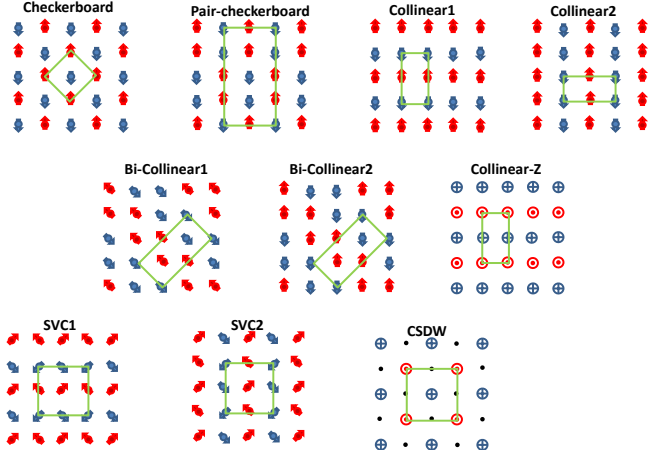 Checkerboard
Pair-checkerboard
Collinear1
Collinear2
Bi-Collinear1
Bi-Collinear2
Collinear-Z
SVC1
SVC2
CSDW